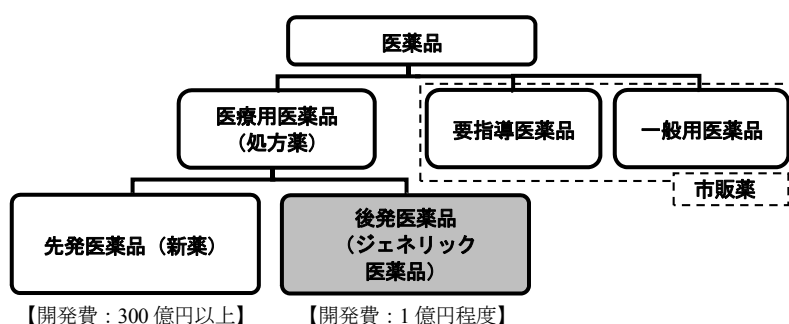 医薬品
医療用医薬品
（処方薬）
要指導医薬品
一般用医薬品
市販薬
先発医薬品（新薬）
後発医薬品
（ジェネリック
医薬品）
【開発費：300 億円以上】
【開発費：1 億円程度】